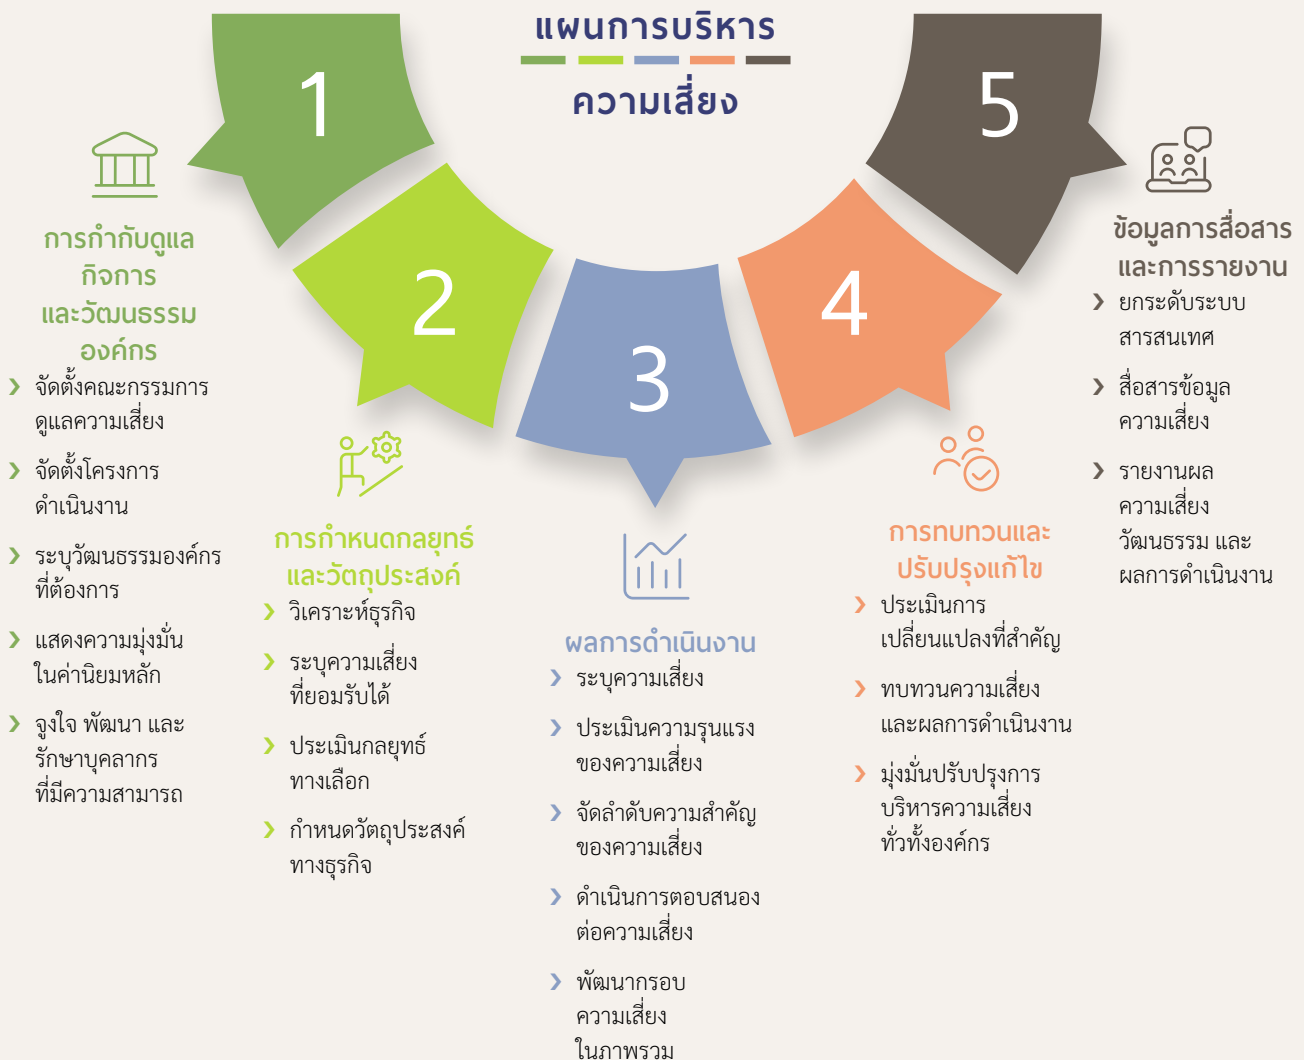 แผนการบริหาร
ความเสี่ยง
1
การกำกับดูแล
กิจการ
และวัฒนธรรม
องค์กร
จัดตั้งคณะกรรมการ
ดูแลความเสี่ยง
จัดตั้งโครงการ
ดำเนินงาน
ระบุวัฒนธรรมองค์กร
ที่ต้องการ
แสดงความมุ่งมั่น
ในค่านิยมหลัก
จูงใจ พัฒนา และ
รักษาบุคลากร
ที่มีความสามารถ
2
การกำหนดกลยุทธ์
และวัตถุประสงค์
วิเคราะห์ธุรกิจ
ระบุความเสี่ยง
ที่ยอมรับได้
ประเมินกลยุทธ์
ทางเลือก
กำหนดวัตถุประสงค์
ทางธุรกิจ
3
ผลการดำเนินงาน
ระบุความเสี่ยง
ประเมินความรุนแรง
ของความเสี่ยง
จัดลำดับความสำคัญ
ของความเสี่ยง
ดำเนินการตอบสนอง
ต่อความเสี่ยง
พัฒนากรอบ
ความเสี่ยง
ในภาพรวม
4
การทบทวนและ
ปรับปรุงแก้ไข
ประเมินการ
เปลี่ยนแปลงที่สำคัญ
ทบทวนความเสี่ยง
และผลการดำเนินงาน
มุ่งมั่นปรับปรุงการ
บริหารความเสี่ยง
ทั่วทั้งองค์กร
5
ข้อมูลการสื่อสาร
และการรายงาน
ยกระดับระบบ
สารสนเทศ
สื่อสารข้อมูล
ความเสี่ยง
รายงานผล
ความเสี่ยง
วัฒนธรรม และ
ผลการดำเนินงาน